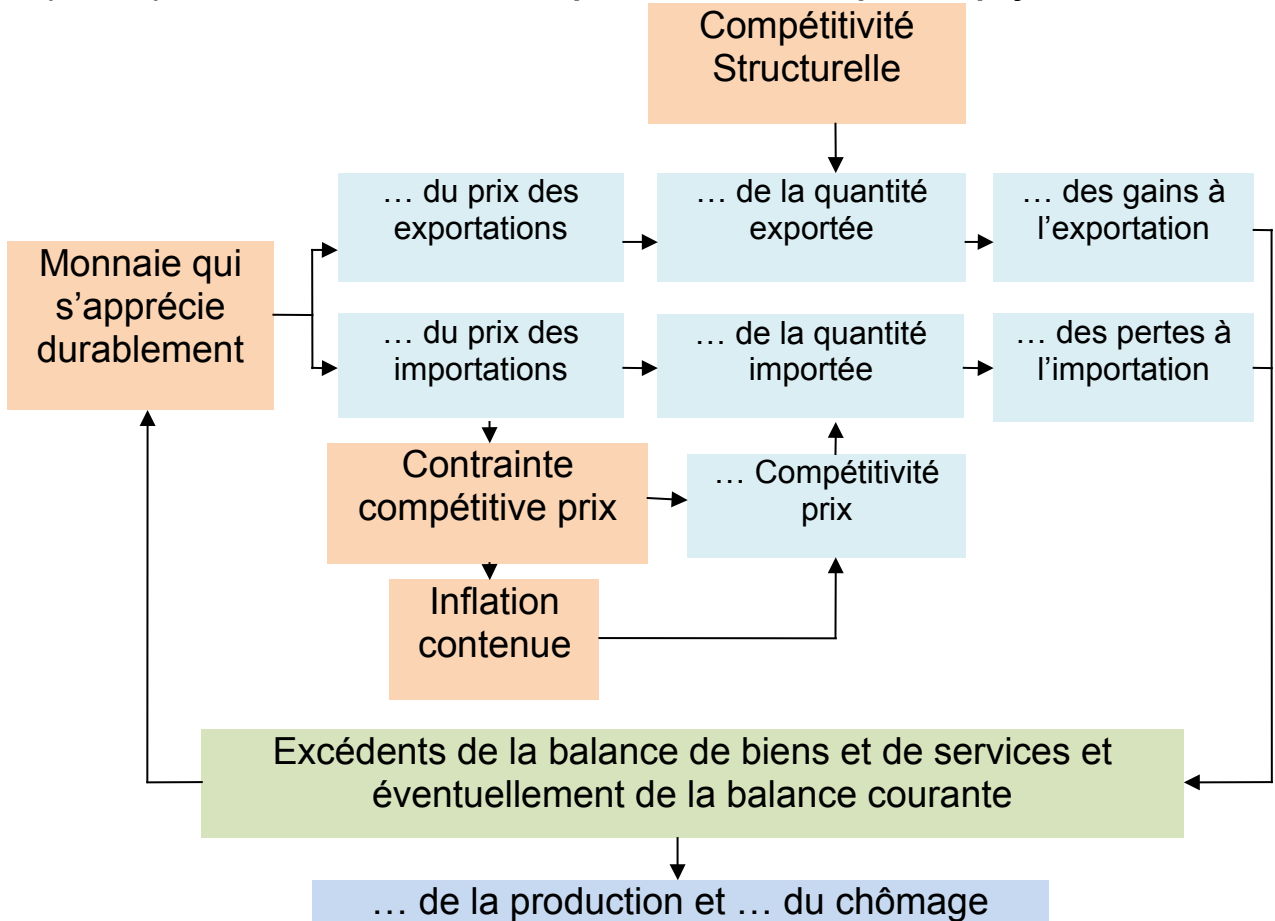 Compétitivité
Structurelle
… du prix des
exportations
… de la quantité
exportée
… des gains à
l’exportation
Monnaie qui
s’apprécie
durablement
… du prix des
importations
… de la quantité
importée
… des pertes à
l’importation
Contrainte
compétitive prix
… Compétitivité
prix
Inflation
contenue
Excédents de la balance de biens et de services et
éventuellement de la balance courante
… de la production et … du chômage